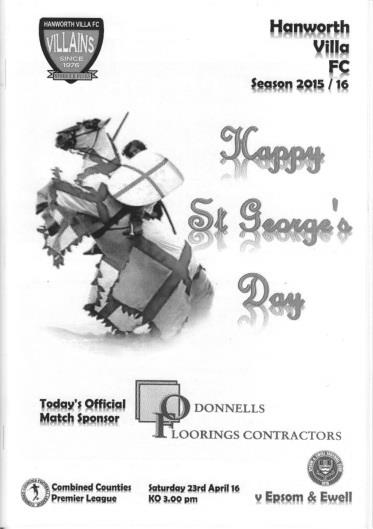 HANWORTH VILLA FC
VILLAINS
SINCE
1976
Hanworth
Villa
FC
Season 2015 / 16
Happy
St George's
Day
Today's Official
Match Sponsor
O DONNELLS
FLOORINGS CONTRACTORS
Combined Counties
Premier League
Saturday 23rd April 16
KO 3.00 pm
v Epsom & Ewell